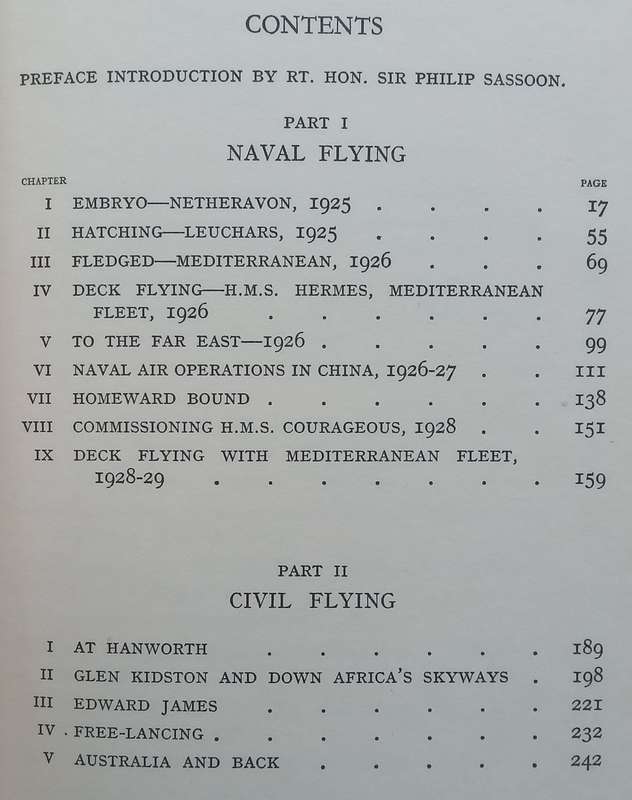 CONTENTS
PREFACE INTRODUCTION BY RT. HON. SIR PHILIP SASSOON.
PART I
NAVAL FLYING
CHAPTER PAGE
I EMBRYO—NETHERAVON, 1925 . . . . 17
II HATCHING—LEUCHARS, 1925 . . . . 55
III FLEDGED—MEDITERRANEAN, 1926 . . . 69
IV DECK FLYING—H.M.S. HERMES, MEDITERRANEAN
FLEET, 1926 . . . . . . 77
V TO THE FAR EAST—1926 . . . . . 99
VI NAVAL AIR OPERATIONS IN CHINA, 1926-27 . . 111
VII HOMEWARD BOUND . . . . . . 138
VIII COMMISSIONING H.M.S. COURAGEOUS, 1928 . . 151
IX DECK FLYING WITH MEDITERRANEAN FLEET,
1928-29 . . . . . . . 159
PART II
CIVIL FLYING
I AT HANWORTH . . . . . . 189
II GLEN KIDSTON AND DOWN AFRICA'S SKYWAYS . 198
III EDWARD JAMES . . . . . . 221
IV . FREE-LANCING . . . . . . . 232
V AUSTRALIA AND BACK . . . . . 242